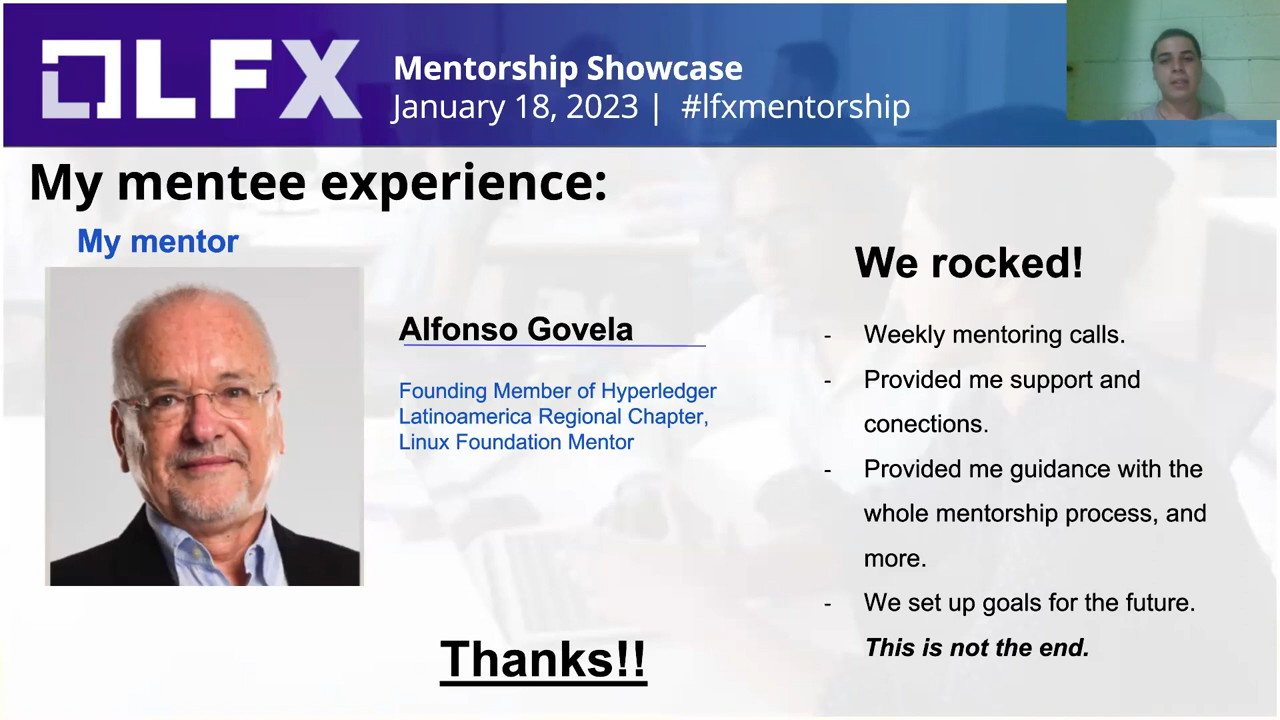 LFX
Mentorship Showcase
January 18, 2023 | #lfxmentorship
My mentee experience:
My mentor
Alfonso Govela
Founding Member of Hyperledger
Latinoamerica Regional Chapter,
Linux Foundation Mentor
Thanks!!
We rocked!
- Weekly mentoring calls.
- Provided me support and
conections.
- Provided me guidance with the
whole mentorship process, and
more.
- We set up goals for the future.
This is not the end.